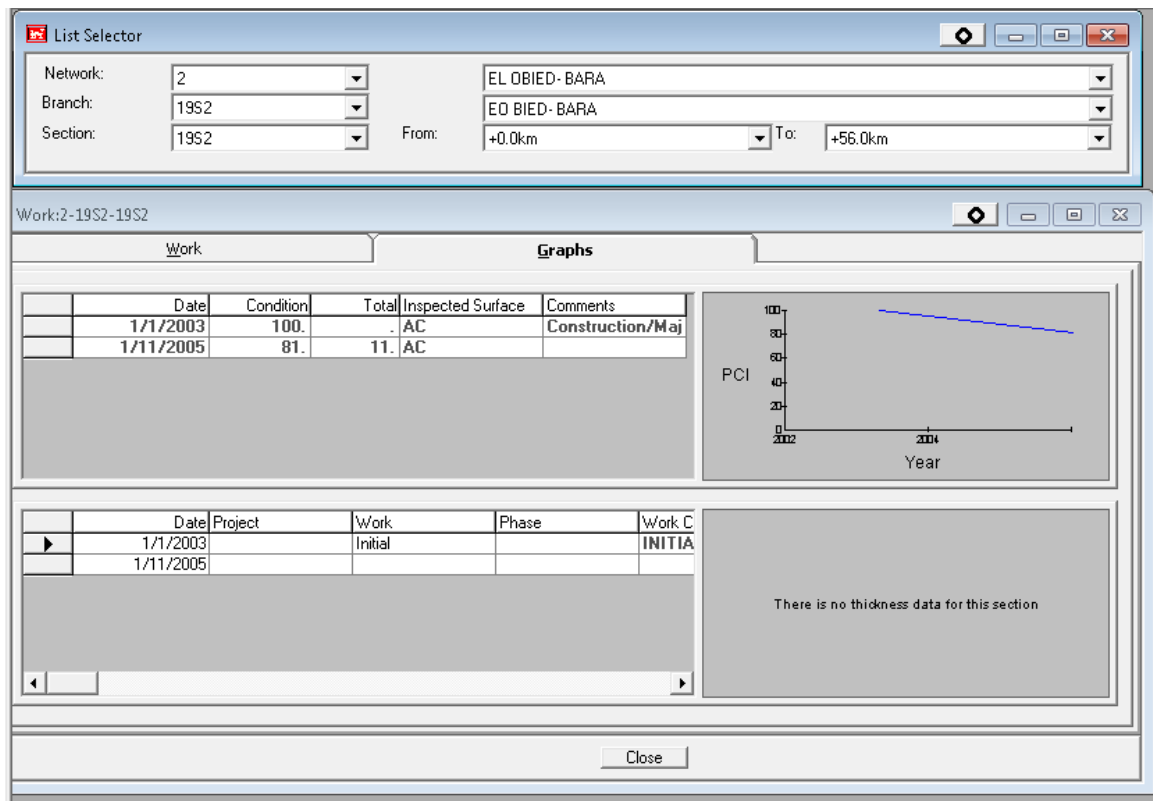 List Selector
Network: 2 EL OBIED- BARA
Branch: 19S2 EO BIED- BARA
Section: 19S2 From: +0.0km To: +56.0km
Work:2-19S2-19S2
Work Graphs
Date Condition Total Inspected Surface Comments
1/1/2003 100. . AC Construction/Maj
1/11/2005 81. 11. AC
100
80
60
PCI 40
20
0
2002 2004
Year
Date Project Work Phase Work C
1/1/2003 Initial INITIA
1/11/2005
There is no thickness data for this section
Close